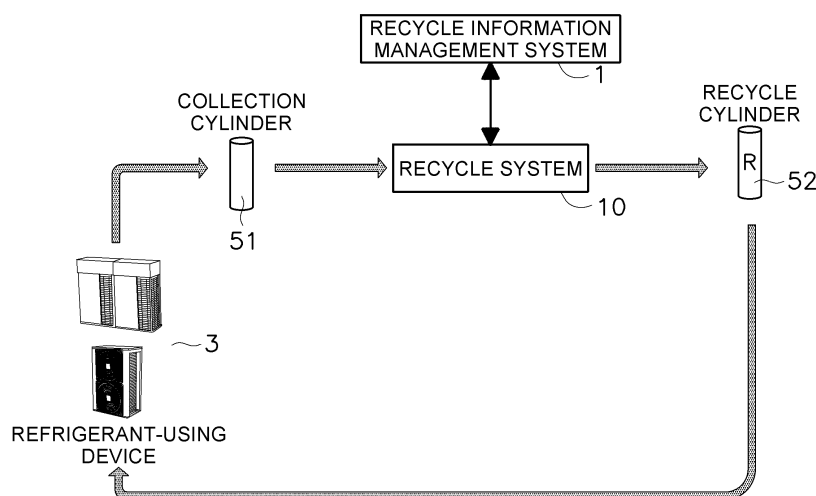 RECYCLE INFORMATION
MANAGEMENT SYSTEM
1
COLLECTION
CYLINDER
51
RECYCLE SYSTEM
10
RECYCLE
CYLINDER
R
52
3
REFRIGERANT-USING
DEVICE